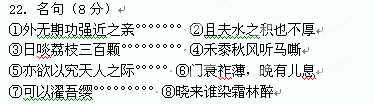 22. 名句（8 分）
①外无期功强近之亲°°°°°°°° ②且夫水之积也不厚
③日啖荔枝三百颗°°°°°°°°° ④禾黍秋风听马嘶
⑤亦欲以究天人之际°°°°° ⑥门衰祚薄，晚有儿息
⑦可以濯吾缨°°°°°°°°° ⑧晓来谁染霜林醉